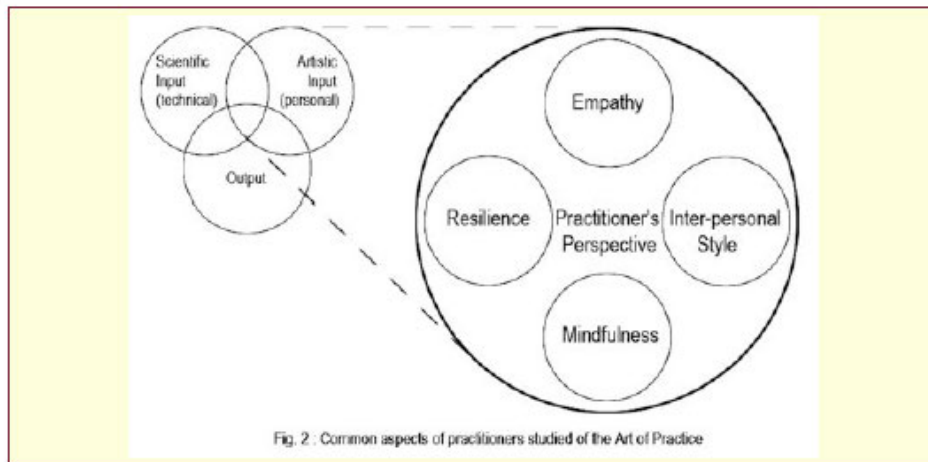 Scientific
Input
(technical)
Artistic
Input
(personal)
Output
Empathy
Resilience
Practitioner's
Perspective
Inter-personal
Style
Mindfulness
Fig. 2 : Common aspects of practitioners studied of the Art of Practice